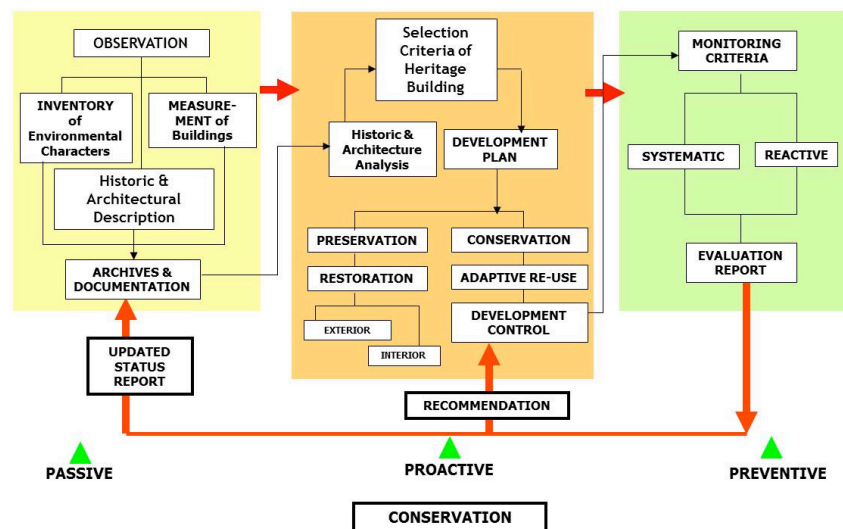 OBSERVATION
INVENTORY
of
Environmental
Characters
MEASURE-
MENT of
Buildings
Historic &
Architectural
Description
ARCHIVES &
DOCUMENTATION
UPDATED
STATUS
REPORT
Selection
Criteria of
Heritage
Building
Historic &
Architecture
Analysis
DEVELOPMENT
PLAN
PRESERVATION
CONSERVATION
RESTORATION
ADAPTIVE RE-USE
EXTERIOR
INTERIOR
DEVELOPMENT
CONTROL
RECOMMENDATION
MONITORING
CRITERIA
SYSTEMATIC
REACTIVE
EVALUATION
REPORT
PASSIVE
PROACTIVE
PREVENTIVE
CONSERVATION